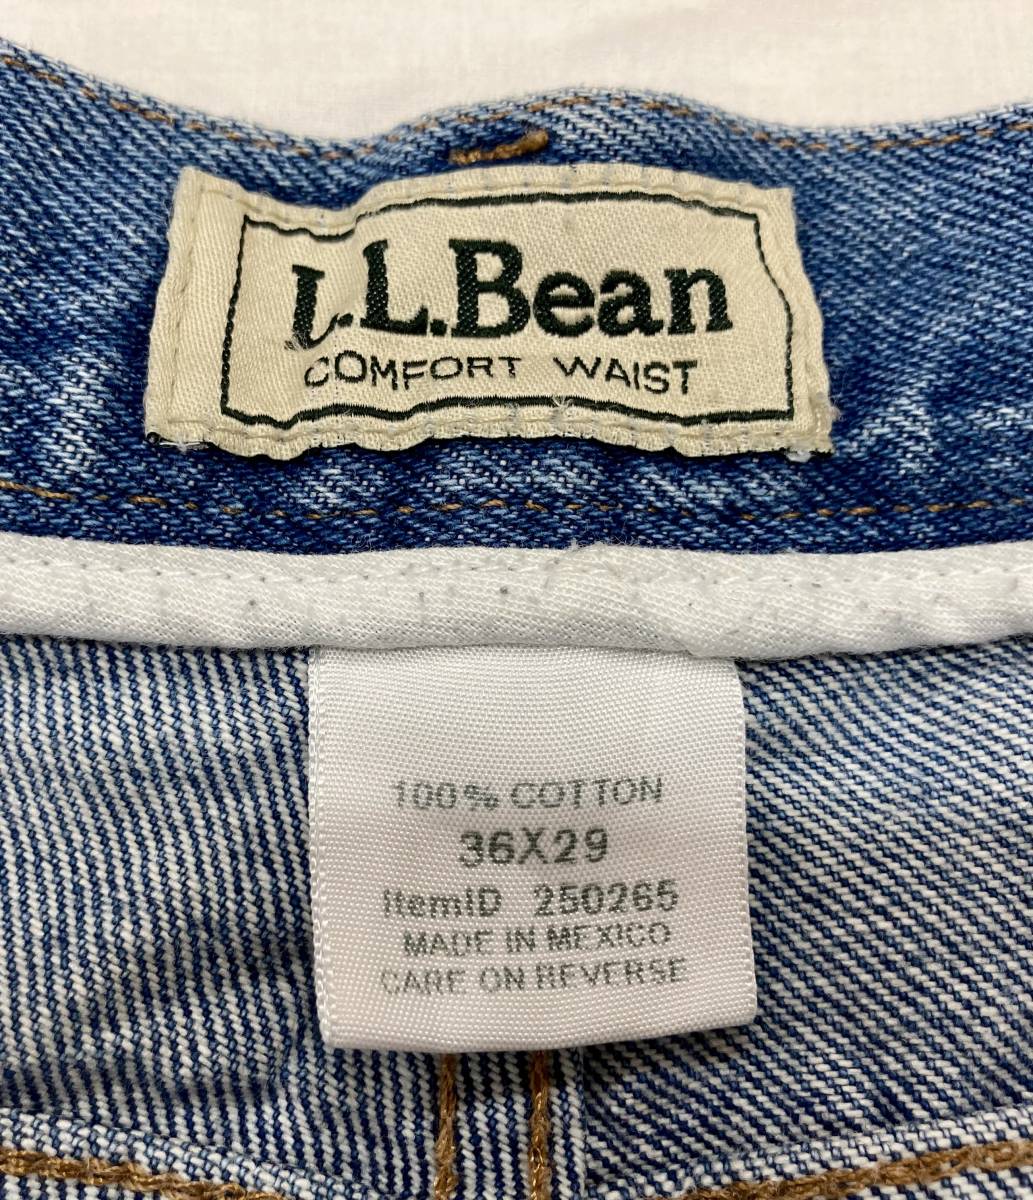 L.L.Bean
COMFORT WAIST
100% COTTON
36X29
ItemID 250265
MADE IN MEXICO
CARE ON REVERSE